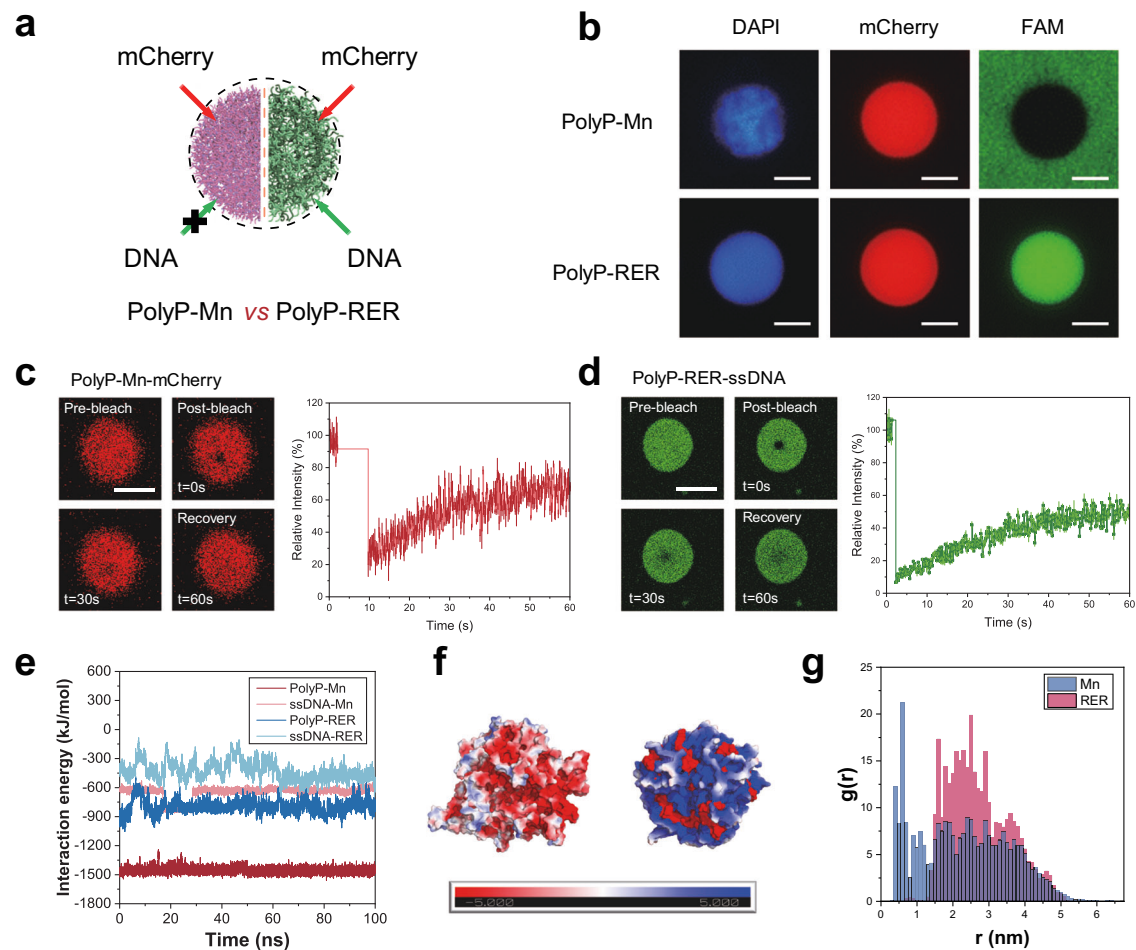 a
mCherry
mCherry
DNA
DNA
PolyP-Mn vs PolyP-RER
b
DAPI
mCherry
FAM
PolyP-Mn
PolyP-RER
c
PolyP-Mn-mCherry
Pre-bleach
Post-bleach
t=0s
Recovery
t=30s
t=60s
Relative Intensity (%)
120
100
80
60
40
20
0
0 10 20 30 40 50 60
Time (s)
d
PolyP-RER-ssDNA
Pre-bleach
Post-bleach
t=0s
Recovery
t=30s
t=60s
Relative Intensity (%)
120
100
80
60
40
20
0
0 10 20 30 40 50 60
Time (s)
e
Interaction energy (kJ/mol)
600
300
0
-300
-600
-900
-1200
-1500
-1800
PolyP-Mn
ssDNA-Mn
PolyP-RER
ssDNA-RER
0 20 40 60 80 100
Time (ns)
f
-5.000 5.000
g
g(r)
25
20
15
10
5
0
Mn
RER
0 1 2 3 4 5 6
r (nm)